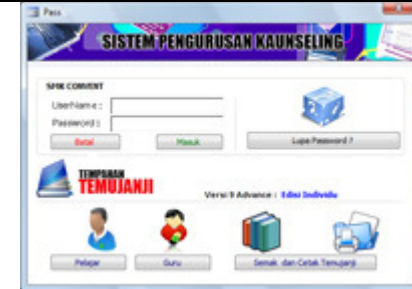 Pass
SISTEM PENGURUSAN KAUNSELING
SMK CONVENT
UserName :
Password :
Batal
Masuk
Lupa Password ?
TEMPAHAN
TEMUJANJI
Versi 9 Advance : Edisi Individu
Pelajar
Guru
Semak dan Cetak Temujanji